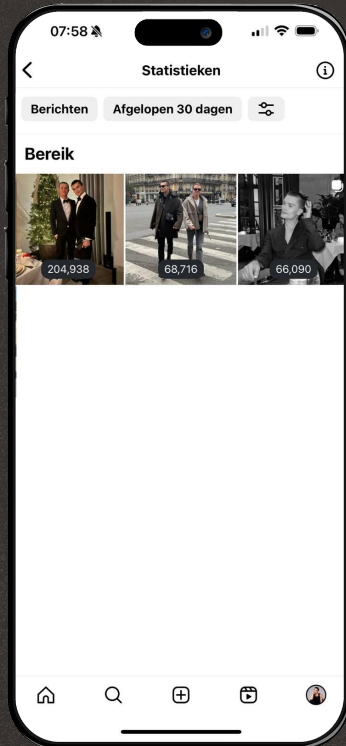 07:58
Statistieken
Berichten
Afgelopen 30 dagen
Bereik
204,938
68,716
66,090